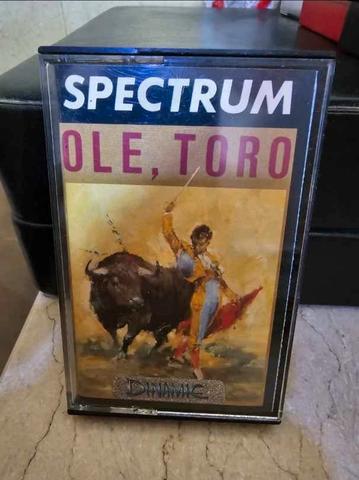 SPECTRUM
OLE, TORO
DINAMIC